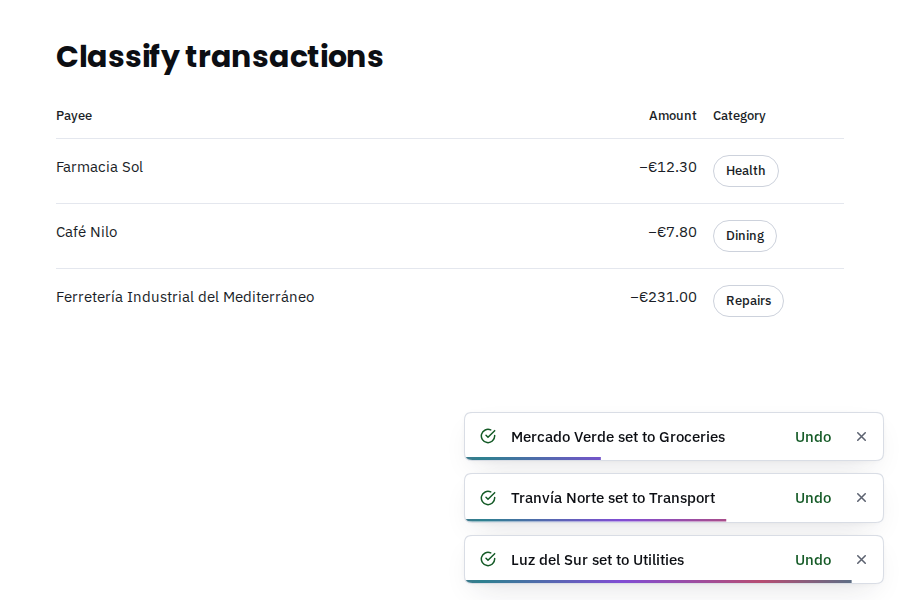 Classify transactions
Payee Amount Category
Farmacia Sol −€12.30 Health
Café Nilo −€7.80 Dining
Ferretería Industrial del Mediterráneo −€231.00 Repairs
Mercado Verde set to Groceries Undo
Tranvía Norte set to Transport Undo
Luz del Sur set to Utilities Undo